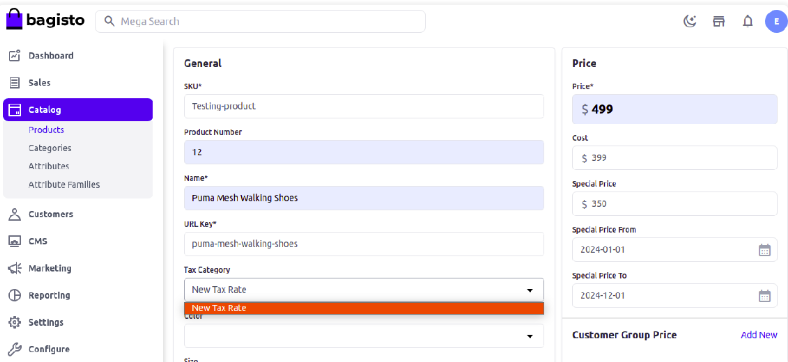 bagisto
Mega Search
E
Dashboard
Sales
Catalog
Products
Categories
Attributes
Attribute Families
Customers
CMS
Marketing
Reporting
Settings
Configure
General
SKU*
Testing-product
Product Number
12
Name*
Puma Mesh Walking Shoes
URL Key*
puma-mesh-walking-shoes
Tax Category
New Tax Rate
New Tax Rate
Color
Size
Price
Price*
$ 499
Cost
$ 399
Special Price
$ 350
Special Price From
2024-01-01
Special Price To
2024-12-01
Customer Group Price
Add New